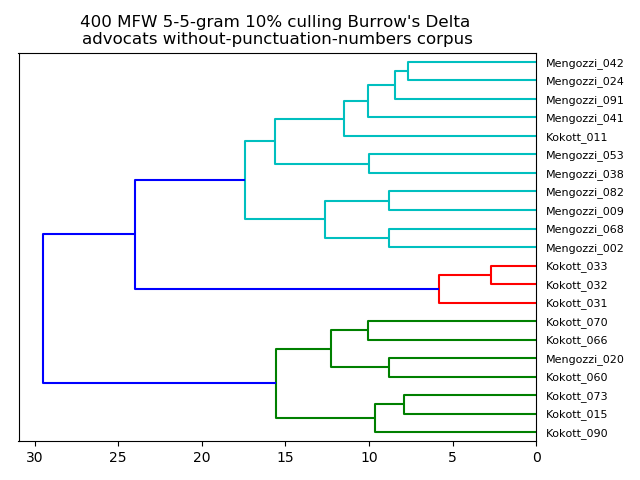 400 MFW 5-5-gram 10% culling Burrow's Delta
advocats without-punctuation-numbers corpus
Mengozzi_042
Mengozzi_024
Mengozzi_091
Mengozzi_041
Kokott_011
Mengozzi_053
Mengozzi_038
Mengozzi_082
Mengozzi_009
Mengozzi_068
Mengozzi_002
Kokott_033
Kokott_032
Kokott_031
Kokott_070
Kokott_066
Mengozzi_020
Kokott_060
Kokott_073
Kokott_015
Kokott_090
30 25 20 15 10 5 0